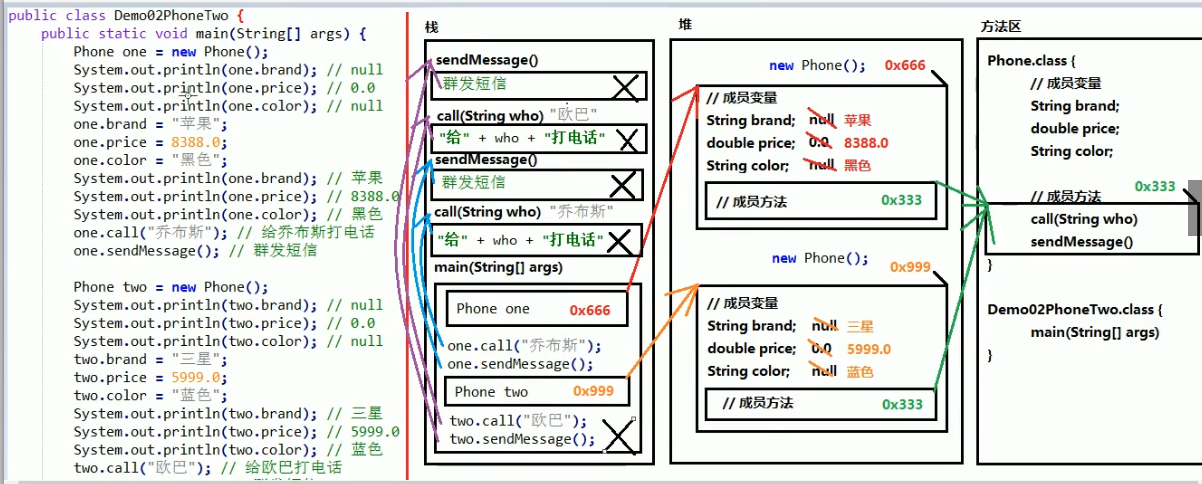 public class Demo02PhoneTwo {
public static void main(String[] args) {
Phone one = new Phone();
System.out.println(one.brand); // null
System.out.println(one.price); // 0.0
System.out.println(one.color); // null
one.brand = "苹果";
one.price = 8388.0;
one.color = "黑色";
System.out.println(one.brand); // 苹果
System.out.println(one.price); // 8388.0
System.out.println(one.color); // 黑色
one.call("乔布斯"); // 给乔布斯打电话
one.sendMessage(); // 群发短信
Phone two = new Phone();
System.out.println(two.brand); // null
System.out.println(two.price); // 0.0
System.out.println(two.color); // null
two.brand = "三星";
two.price = 5999.0;
two.color = "蓝色";
System.out.println(two.brand); // 三星
System.out.println(two.price); // 5999.0
System.out.println(two.color); // 蓝色
two.call("欧巴"); // 给欧巴打电话
栈
sendMessage()
群发短信
call(String who) "欧巴"
"给" + who + "打电话"
sendMessage()
群发短信
call(String who) "乔布斯"
"给" + who + "打电话"
main(String[] args)
Phone one 0x666
one.call("乔布斯");
one.sendMessage();
Phone two 0x999
two.call("欧巴");
two.sendMessage();
堆
new Phone(); 0x666
// 成员变量
String brand; null 苹果
double price; 0.0 8388.0
String color; null 黑色
// 成员方法 0x333
new Phone(); 0x999
// 成员变量
String brand; null 三星
double price; 0.0 5999.0
String color; null 蓝色
// 成员方法 0x333
方法区
Phone.class {
// 成员变量
String brand;
double price;
String color;
// 成员方法 0x333
call(String who)
sendMessage()
}
Demo02PhoneTwo.class {
main(String[] args)
}